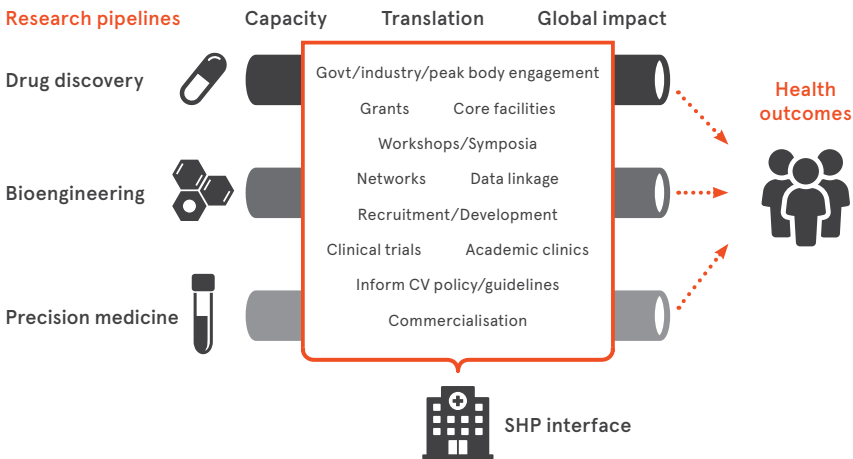 Research pipelines Capacity Translation Global impact
Drug discovery
Govt/industry/peak body engagement
Grants Core facilities
Workshops/Symposia
Health
outcomes
Bioengineering
Networks Data linkage
Recruitment/Development
Clinical trials Academic clinics
Inform CV policy/guidelines
Precision medicine
Commercialisation
SHP interface